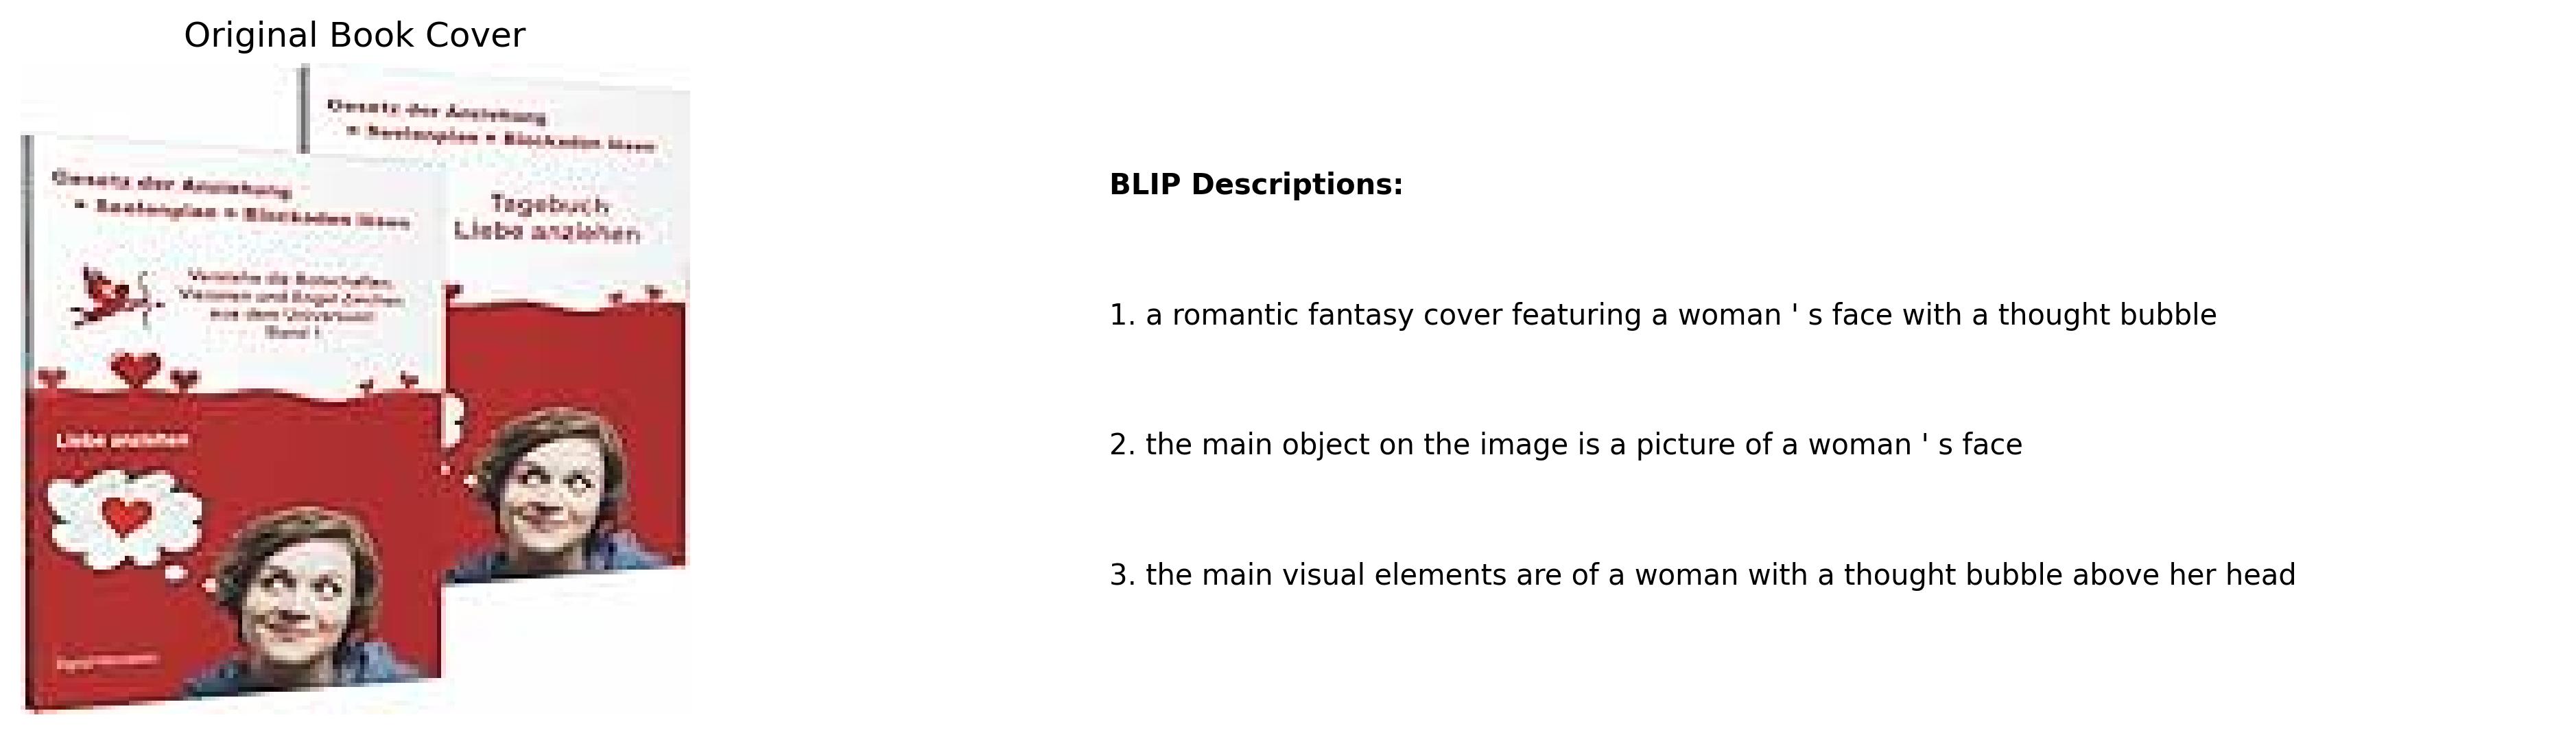 Original Book Cover
Gesetz der Anziehung
+ Seelenplan + Blockaden lösen
Tagebuch
Liebe anziehen
Gesetz der Anziehung
+ Seelenplan + Blockaden lösen
Verstehe die Botschaften,
Visionen und Engel Zeichen
aus dem Universum
Band 1
Liebe anziehen
BLIP Descriptions:
1. a romantic fantasy cover featuring a woman ' s face with a thought bubble
2. the main object on the image is a picture of a woman ' s face
3. the main visual elements are of a woman with a thought bubble above her head